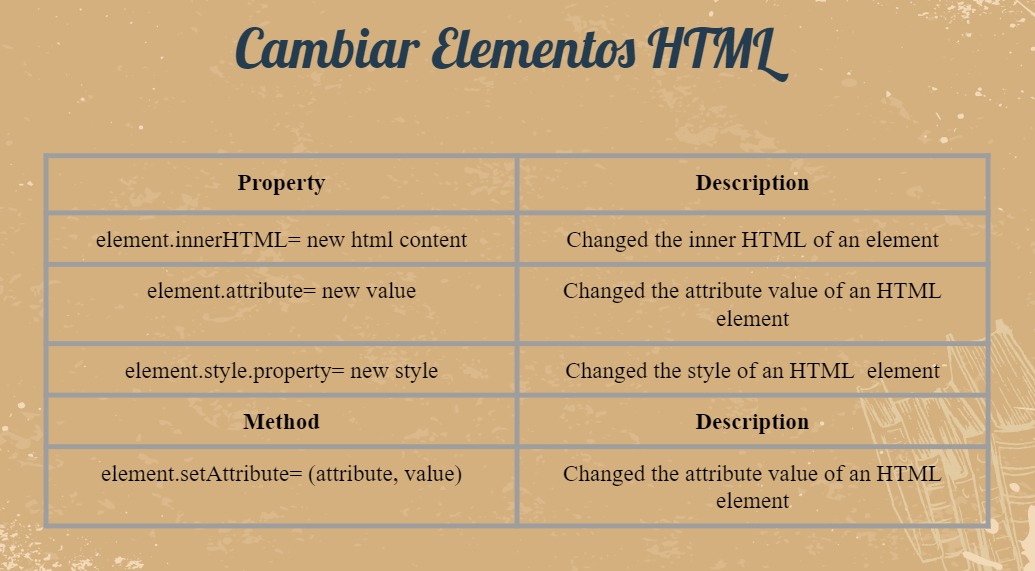 Cambiar Elementos HTML
Property
Description
element.innerHTML= new html content
Changed the inner HTML of an element
element.attribute= new value
Changed the attribute value of an HTML
element
element.style.property= new style
Changed the style of an HTML  element
Method
Description
element.setAttribute= (attribute, value)
Changed the attribute value of an HTML
element